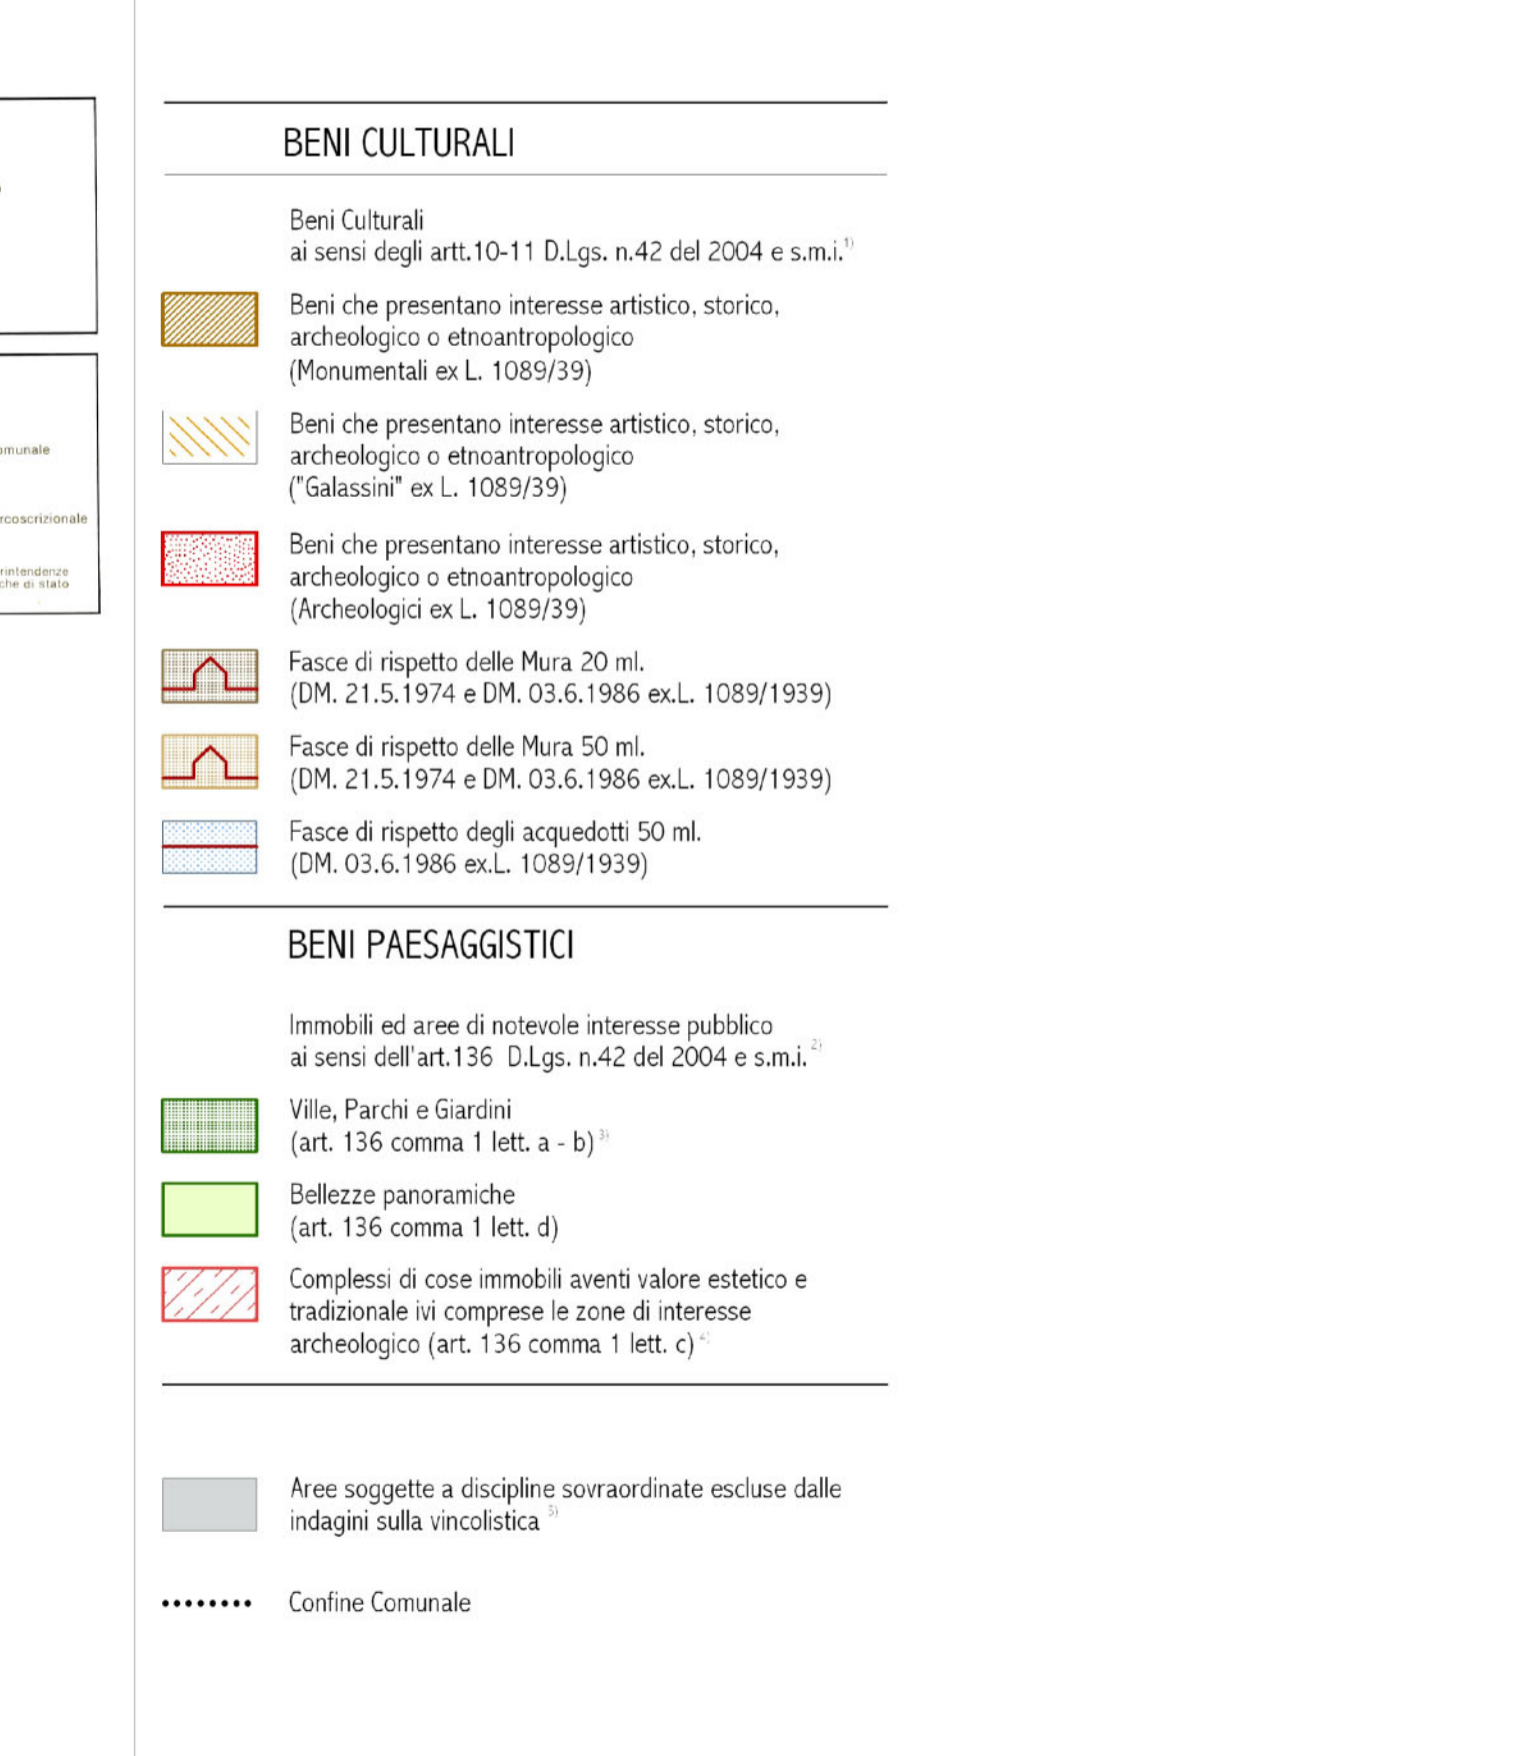 omunale
rcoscrizionale
rintendenze
che di stato
BENI CULTURALI
Beni Culturali
ai sensi degli artt.10-11 D.Lgs. n.42 del 2004 e s.m.i.1)
Beni che presentano interesse artistico, storico,
archeologico o etnoantropologico
(Monumentali ex L. 1089/39)
Beni che presentano interesse artistico, storico,
archeologico o etnoantropologico
("Galassini" ex L. 1089/39)
Beni che presentano interesse artistico, storico,
archeologico o etnoantropologico
(Archeologici ex L. 1089/39)
Fasce di rispetto delle Mura 20 ml.
(DM. 21.5.1974 e DM. 03.6.1986 ex.L. 1089/1939)
Fasce di rispetto delle Mura 50 ml.
(DM. 21.5.1974 e DM. 03.6.1986 ex.L. 1089/1939)
Fasce di rispetto degli acquedotti 50 ml.
(DM. 03.6.1986 ex.L. 1089/1939)
BENI PAESAGGISTICI
Immobili ed aree di notevole interesse pubblico
ai sensi dell'art.136 D.Lgs. n.42 del 2004 e s.m.i. 2)
Ville, Parchi e Giardini
(art. 136 comma 1 lett. a - b) 3)
Bellezze panoramiche
(art. 136 comma 1 lett. d)
Complessi di cose immobili aventi valore estetico e
tradizionale ivi comprese le zone di interesse
archeologico (art. 136 comma 1 lett. c) 4)
Aree soggette a discipline sovraordinate escluse dalle
indagini sulla vincolistica 5)
Confine Comunale